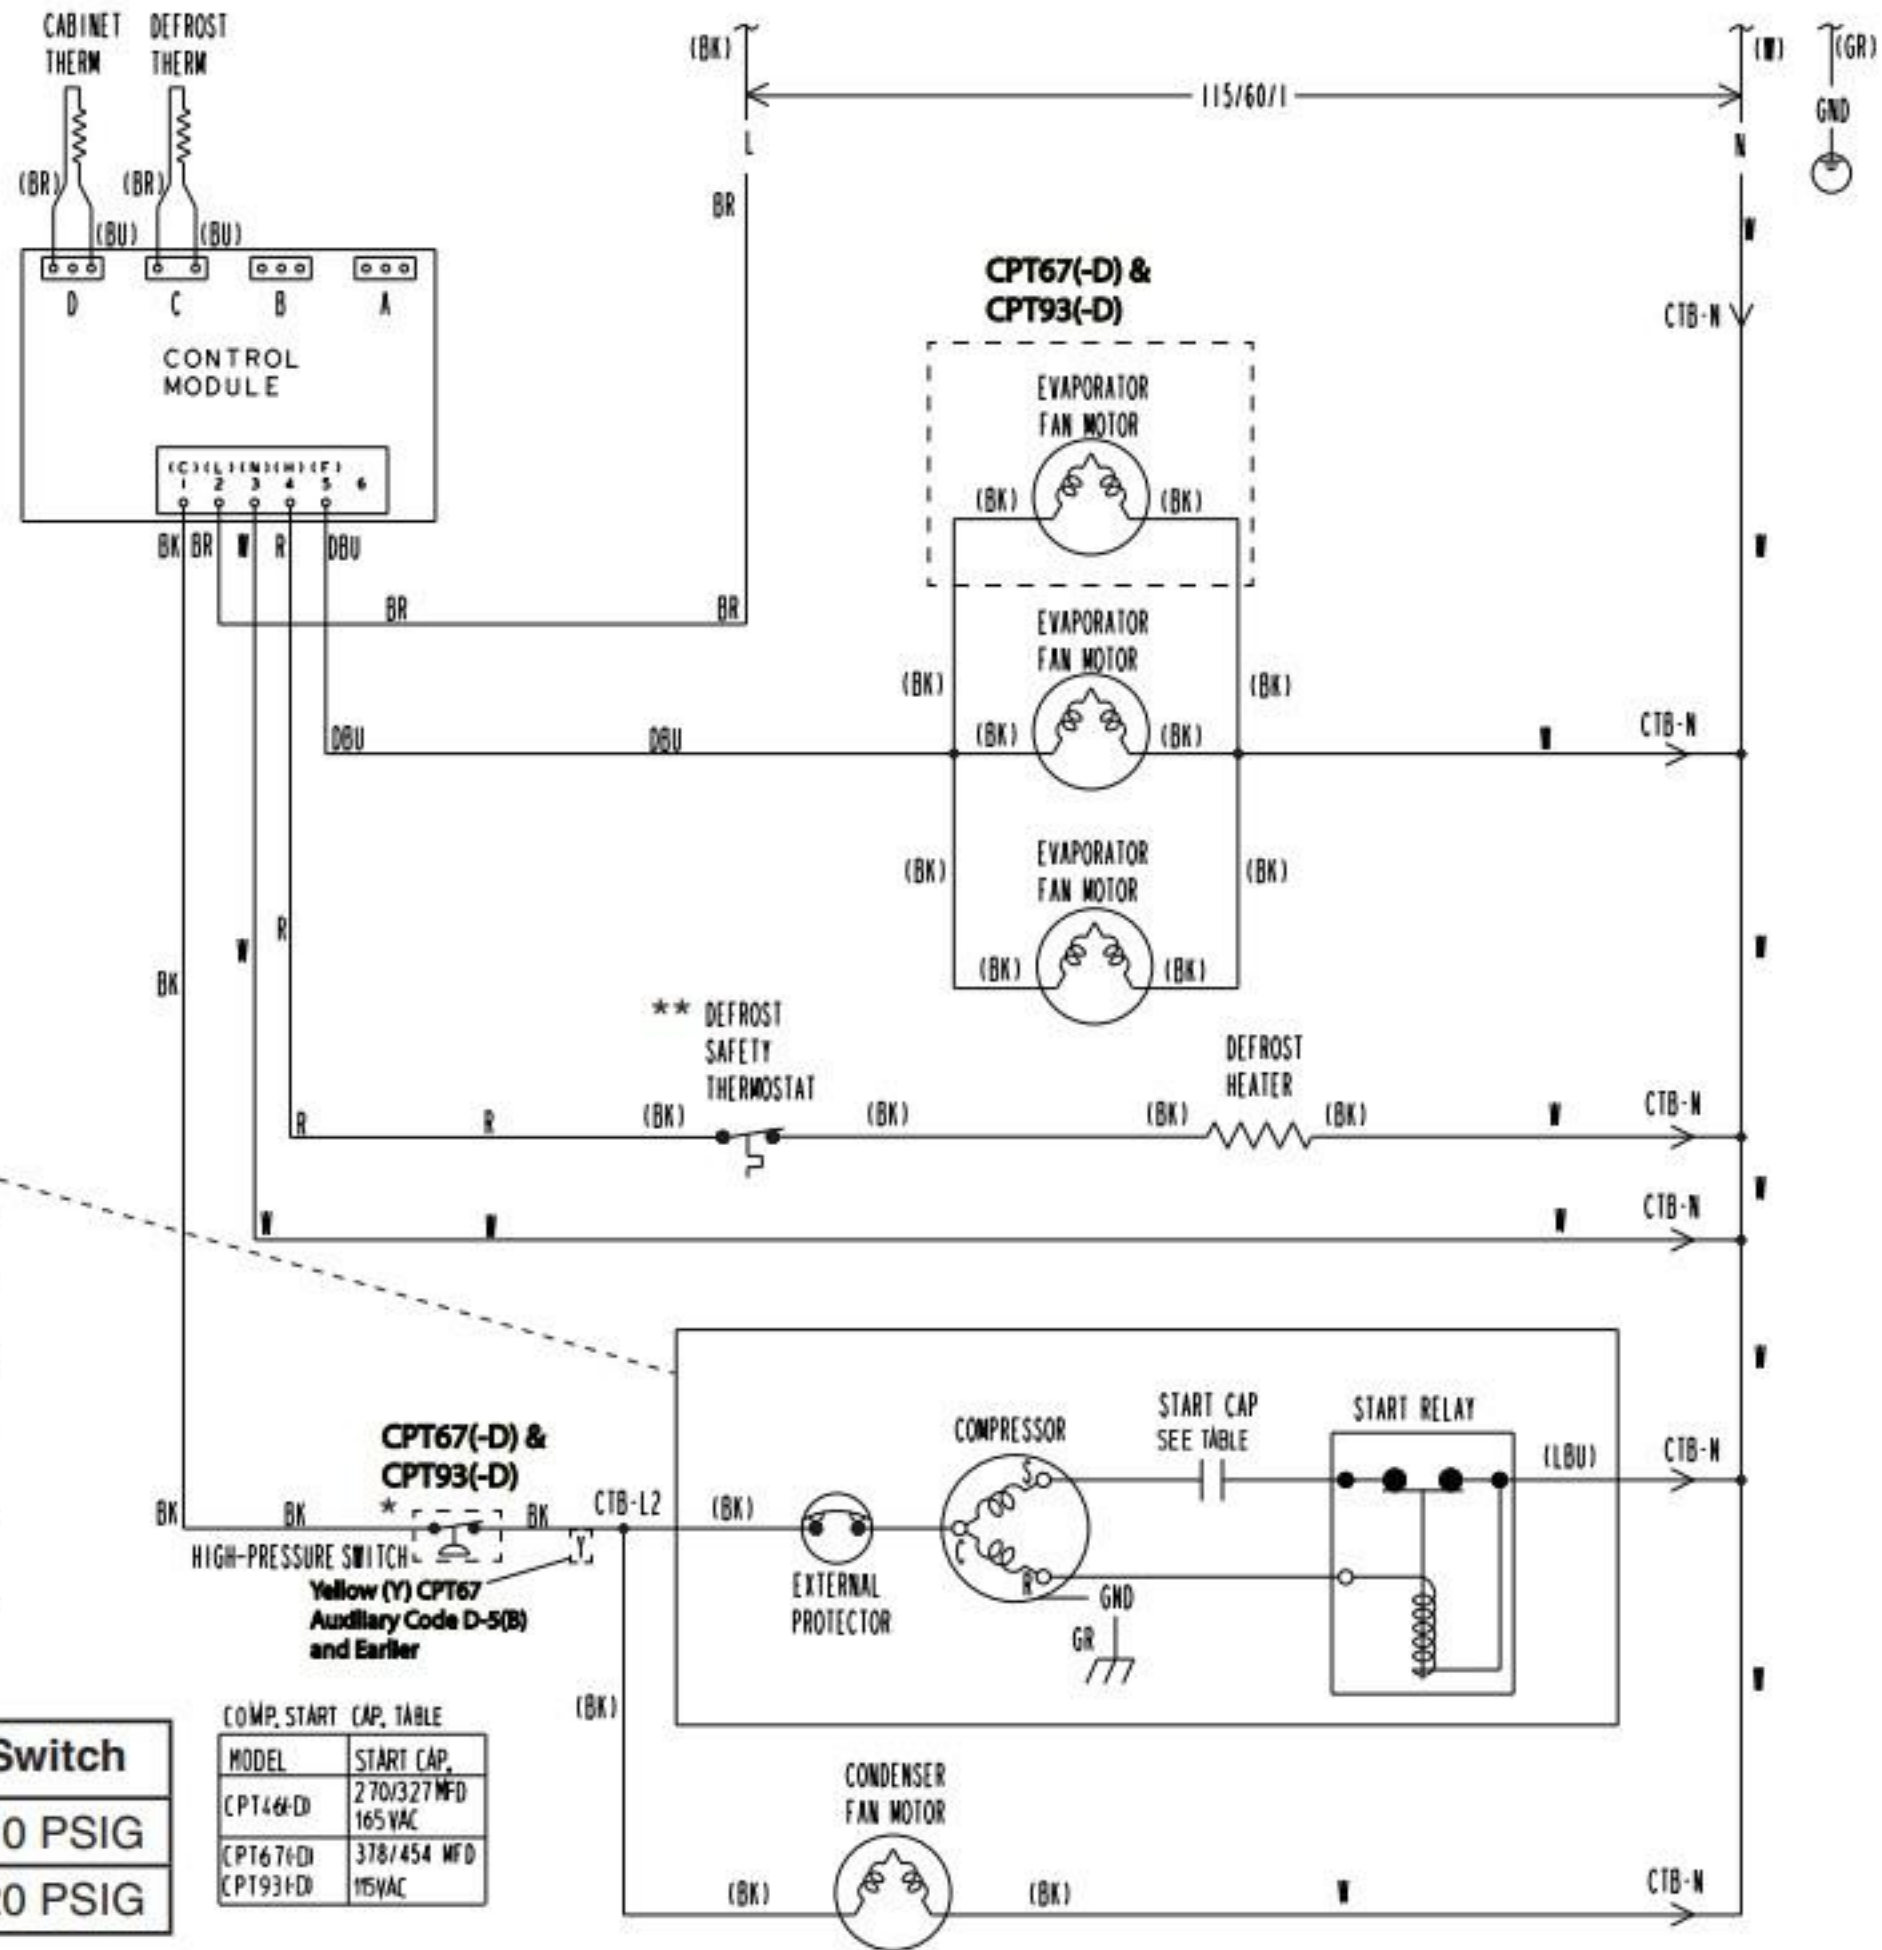 CABINET
THERM
DEFROST
THERM
(BK)
(W)
(GR)
115/60/1
GND
L
N
(BR)
(BR)
(BU)
(BU)
BR
W
D
C
B
A
CONTROL
MODULE
CPT67(-D) &
CPT93(-D)
CTB-N
EVAPORATOR
FAN MOTOR
(C) (L) (N) (H) (F)
1 2 3 4 5 6
(BK)
(BK)
BK
BR
W
R
DBU
W
BR
BR
EVAPORATOR
FAN MOTOR
(BK)
(BK)
DBU
DBU
(BK)
(BK)
W
CTB-N
EVAPORATOR
FAN MOTOR
(BK)
(BK)
R
W
W
BK
(BK)
(BK)
** DEFROST
SAFETY
THERMOSTAT
DEFROST
HEATER
R
R
(BK)
(BK)
(BK)
(BK)
W
CTB-N
W
W
W
W
CTB-N
W
COMPRESSOR
START CAP
SEE TABLE
START RELAY
CPT67(-D) &
CPT93(-D)
S
(LBU)
CTB-N
BK
BK
*
BK
CTB-L2
(BK)
C
HIGH-PRESSURE SWITCH
Y
R
GND
GR
Yellow (Y) CPT67
Auxiliary Code D-5(B)
and Earlier
EXTERNAL
PROTECTOR
W
(BK)
COMP. START CAP. TABLE
MODEL
START CAP.
CPT46(-D)
270/327 MFD
165 VAC
CPT67(-D)
CPT93(-D)
378/454 MFD
115VAC
Switch
0 PSIG
0 PSIG
CONDENSER
FAN MOTOR
(BK)
(BK)
W
CTB-N